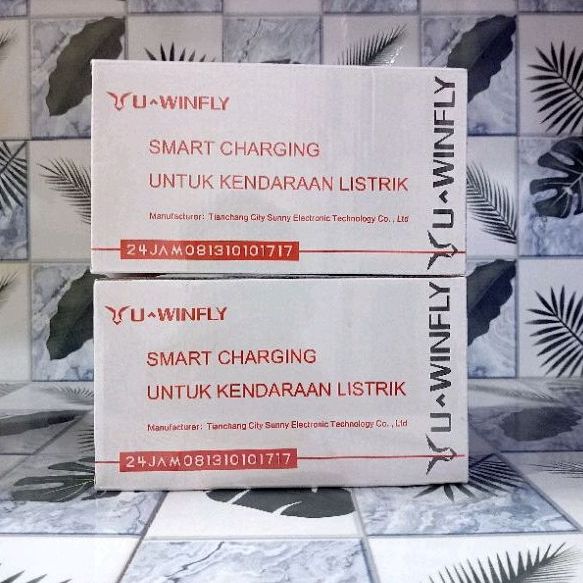 U-WINFLY
SMART CHARGING
UNTUK KENDARAAN LISTRIK
Manufacturer: Tianchang City Sunny Electronic Technology Co. , Ltd
24JAM081310101717
U-WINFLY
U-WINFLY
SMART CHARGING
UNTUK KENDARAAN LISTRIK
Manufacturer: Tianchang City Sunny Electronic Technology Co. , Ltd
24JAM081310101717
U-WINFLY